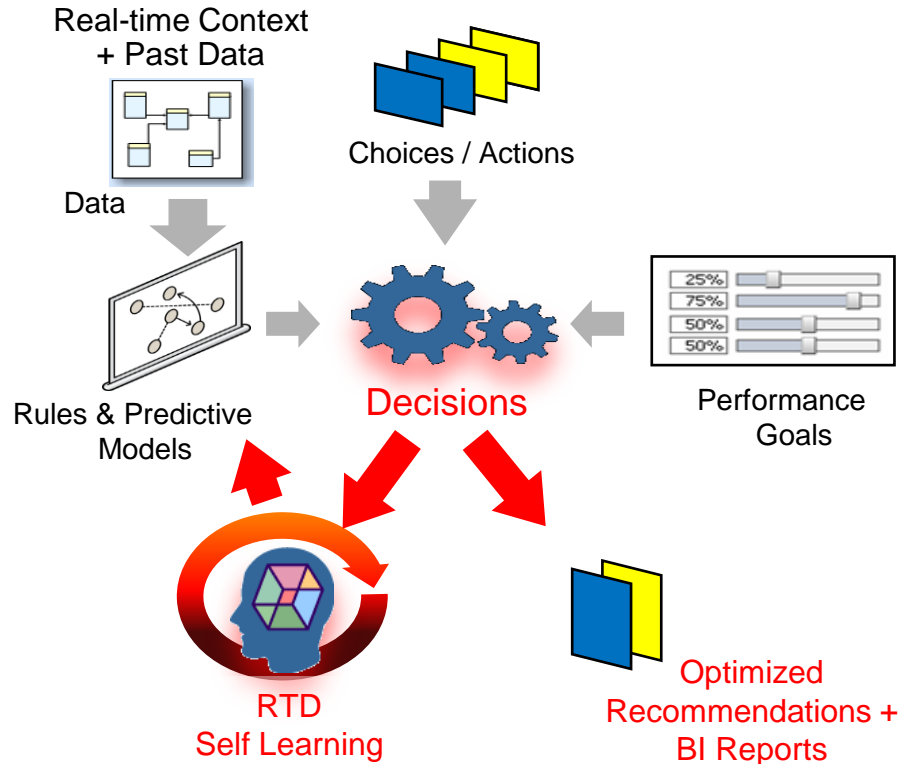 Real-time Context
+ Past Data
Choices / Actions
Data
25%
75%
50%
50%
Rules & Predictive
Models
Decisions
Performance
Goals
RTD
Self Learning
Optimized
Recommendations +
BI Reports